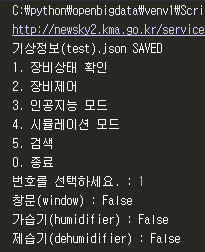 C:\python\openbigdata\venv1\Scri
http://newsky2.kma.go.kr/service
기상정보(test).json SAVED
1. 장비상태 확인
2. 장비제어
3. 인공능 모드
4. 시뮬레이션 모드
5. 검색
0. 종료
번호를 선택하세요. : 1
창문(window) : False
가습기(humidifier) : False
제습기(dehumidifier) : False